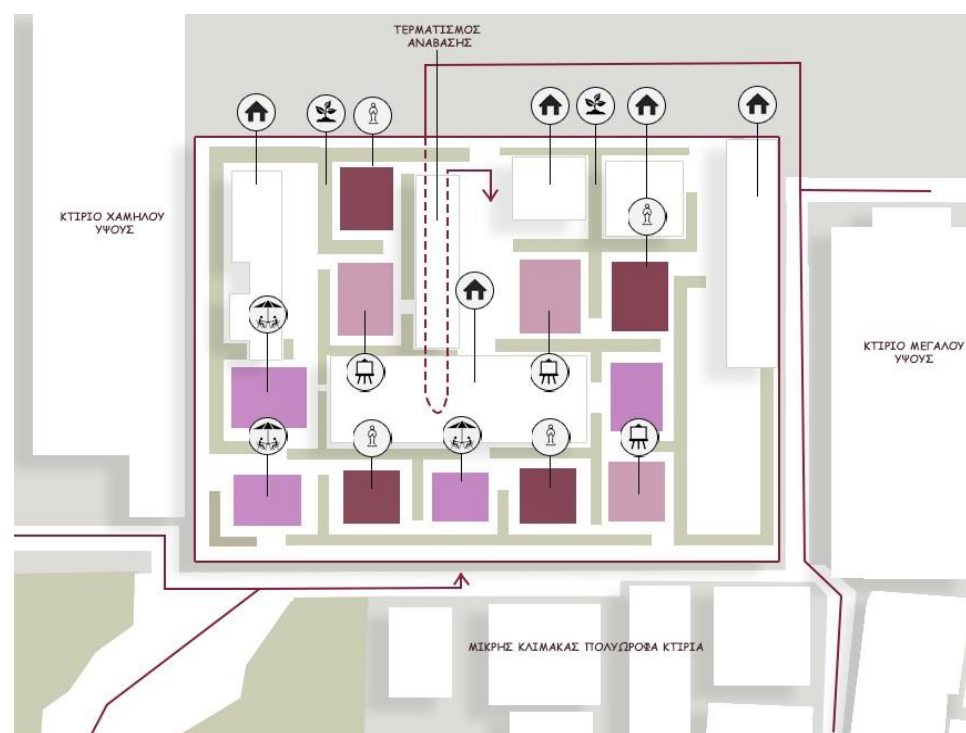 ΤΕΡΜΑΤΙΣΜΟΣ
ΑΝΑΒΑΣΗΣ
ΚΤΙΡΙΟ ΧΑΜΗΛΟΥ
ΥΨΟΥΣ
ΚΤΙΡΙΟ ΜΕΓΑΛΟΥ
ΥΨΟΥΣ
ΜΙΚΡΗΣ ΚΛΙΜΑΚΑΣ ΠΟΛΥΩΡΟΦΑ ΚΤΙΡΙΑ